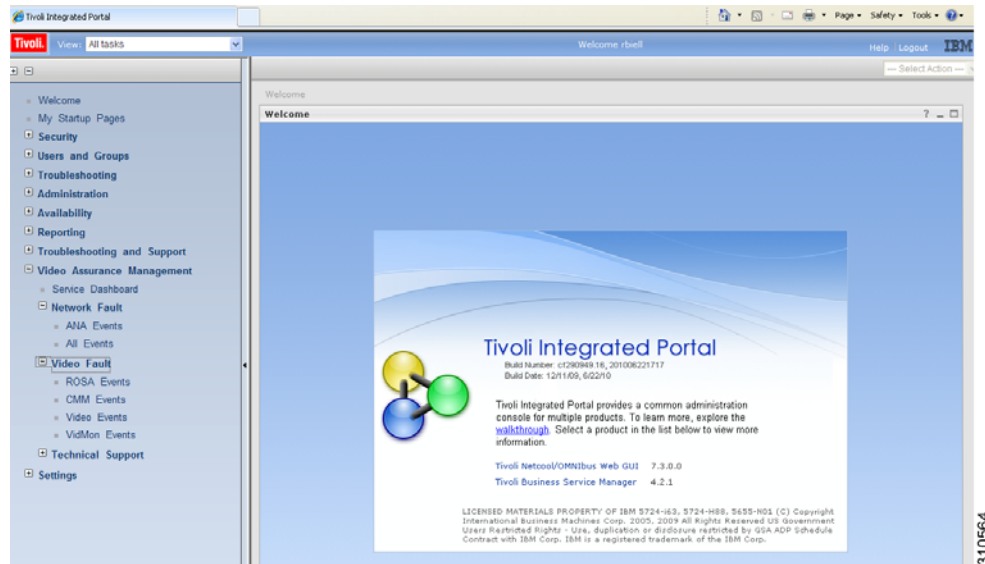 Tivoli Integrated Portal
Page Safety Tools
Tivoli. View: All tasks Welcome rbiell Help Logout IBM
--- Select Action ---
Welcome
My Startup Pages
Security
Users and Groups
Troubleshooting
Administration
Availability
Reporting
Troubleshooting and Support
Video Assurance Management
Service Dashboard
Network Fault
ANA Events
All Events
Video Fault
ROSA Events
CMM Events
Video Events
VidMon Events
Technical Support
Settings
Welcome
Welcome
Tivoli Integrated Portal
Build Number: cf280949.16, 201006221717
Build Date: 12/11/09, 6/22/10
Tivoli Integrated Portal provides a common administration
console for multiple products. To learn more, explore the
walkthrough. Select a product in the list below to view more
information.
Tivoli Netcool/OMNIbus Web GUI 7.3.0.0
Tivoli Business Service Manager 4.2.1
LICENSED MATERIALS PROPERTY OF IBM 5724-i63, 5724-H88, 5655-N01 (C) Copyright
International Business Machines Corp. 2005, 2009 All Rights Reserved US Government
Users Restricted Rights - Use, duplication or disclosure restricted by GSA ADP Schedule
Contract with IBM Corp. IBM is a registered trademark of the IBM Corp.
310564